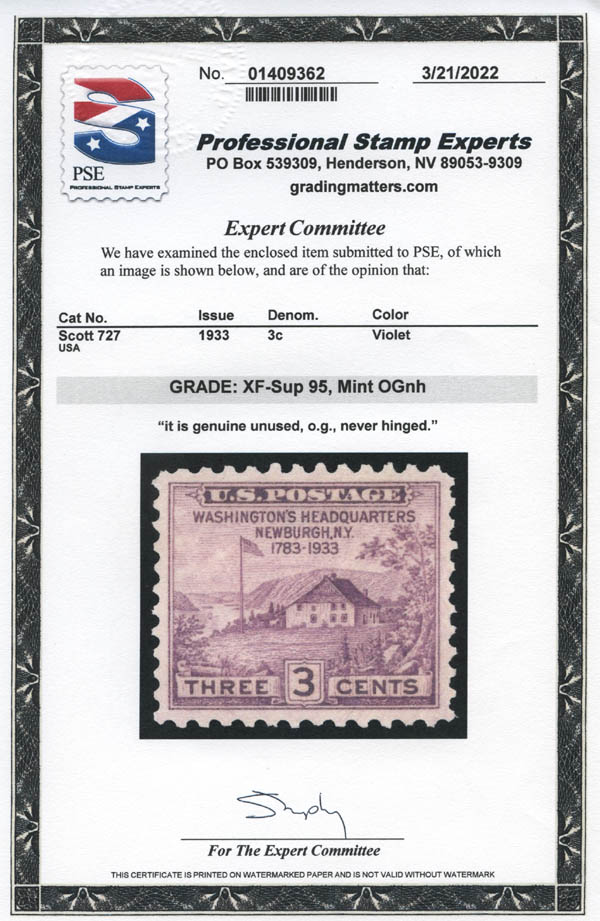 No. 01409362 3/21/2022
PSE
PROFESSIONAL STAMP EXPERTS
Professional Stamp Experts
PO Box 539309, Henderson, NV 89053-9309
gradingmatters.com
Expert Committee
We have examined the enclosed item submitted to PSE, of which
an image is shown below, and are of the opinion that:
Cat No. Issue Denom. Color
Scott 727 1933 3c Violet
USA
GRADE: XF-Sup 95, Mint OGnh
“it is genuine unused, o.g., never hinged.”
U.S. POSTAGE
WASHINGTON'S HEADQUARTERS
NEWBURGH, N.Y.
1783-1933
THREE 3 CENTS
For The Expert Committee
THIS CERTIFICATE IS PRINTED ON WATERMARKED PAPER AND IS NOT VALID WITHOUT WATERMARK